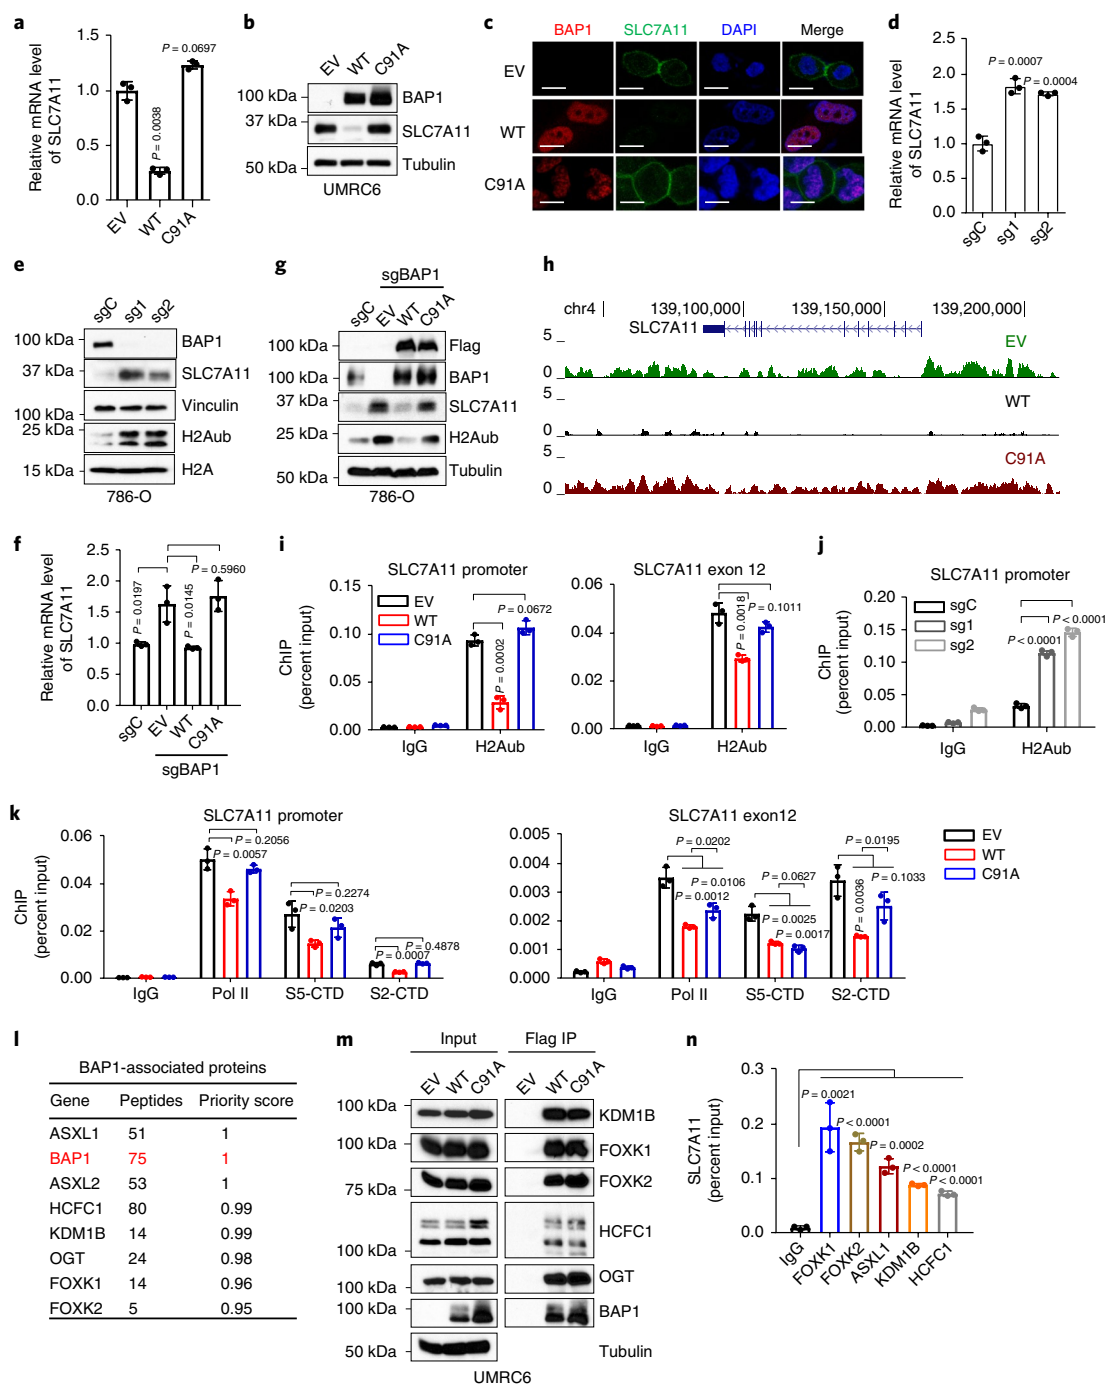 a
Relative mRNA level
of SLC7A11
1.5
1.0
0.5
0.0
P = 0.0038
P = 0.0697
EV
WT
C91A
b
EV
WT
C91A
100 kDa
BAP1
37 kDa
SLC7A11
50 kDa
Tubulin
UMRC6
c
BAP1
SLC7A11
DAPI
Merge
EV
WT
C91A
d
Relative mRNA level
of SLC7A11
2.5
2.0
1.5
1.0
0.5
0.0
P = 0.0007
P = 0.0004
sgC
sg1
sg2
e
sgC
sg1
sg2
100 kDa
BAP1
37 kDa
SLC7A11
Vinculin
100 kDa
25 kDa
H2Aub
15 kDa
H2A
786-O
g
sgBAP1
sgC
EV
WT
C91A
100 kDa
Flag
100 kDa
BAP1
37 kDa
SLC7A11
25 kDa
H2Aub
50 kDa
Tubulin
786-O
h
chr4
139,100,000
139,150,000
139,200,000
SLC7A11
5
0
EV
5
0
WT
5
0
C91A
f
Relative mRNA level
of SLC7A11
2.5
2.0
1.5
1.0
0.5
0.0
P = 0.0197
P = 0.0145
P = 0.5960
sgC
EV
WT
C91A
sgBAP1
i
SLC7A11 promoter
ChIP
(percent input)
0.15
0.10
0.05
0.00
EV
WT
C91A
P = 0.0002
P = 0.0672
IgG
H2Aub
SLC7A11 exon 12
0.06
0.04
0.02
0.00
P = 0.0018
P = 0.1011
IgG
H2Aub
j
SLC7A11 promoter
ChIP
(percent input)
0.20
0.15
0.10
0.05
0.00
sgC
sg1
sg2
P < 0.0001
P < 0.0001
IgG
H2Aub
k
SLC7A11 promoter
ChIP
(percent input)
0.06
0.04
0.02
0.00
P = 0.2056
P = 0.0057
P = 0.2274
P = 0.0203
P = 0.4878
P = 0.0007
IgG
Pol II
S5-CTD
S2-CTD
SLC7A11 exon12
0.005
0.004
0.003
0.002
0.001
0.000
P = 0.0202
P = 0.0106
P = 0.0012
P = 0.0627
P = 0.0025
P = 0.0017
P = 0.0195
P = 0.1033
P = 0.0036
IgG
Pol II
S5-CTD
S2-CTD
EV
WT
C91A
l
BAP1-associated proteins
Gene Peptides Priority score
ASXL1 51 1
BAP1 75 1
ASXL2 53 1
HCFC1 80 0.99
KDM1B 14 0.99
OGT 24 0.98
FOXK1 14 0.96
FOXK2 5 0.95
m
Input
Flag IP
EV
WT
C91A
EV
WT
C91A
100 kDa
KDM1B
100 kDa
FOXK1
75 kDa
FOXK2
HCFC1
100 kDa
OGT
100 kDa
100 kDa
BAP1
50 kDa
Tubulin
UMRC6
n
SLC7A11
(percent input)
0.3
0.2
0.1
0.0
P = 0.0021
P < 0.0001
P = 0.0002
P < 0.0001
P < 0.0001
IgG
FOXK1
FOXK2
ASXL1
KDM1B
HCFC1